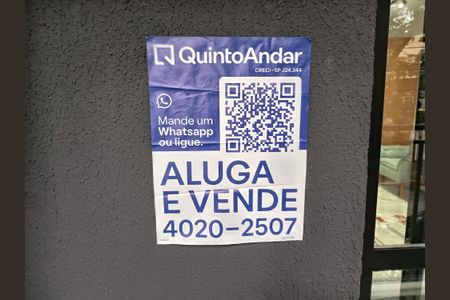 QuintoAndar
CRECI-SP J24.344
Mande um
Whatsapp
ou ligue.
ALUGA
E VENDE
4020-2507